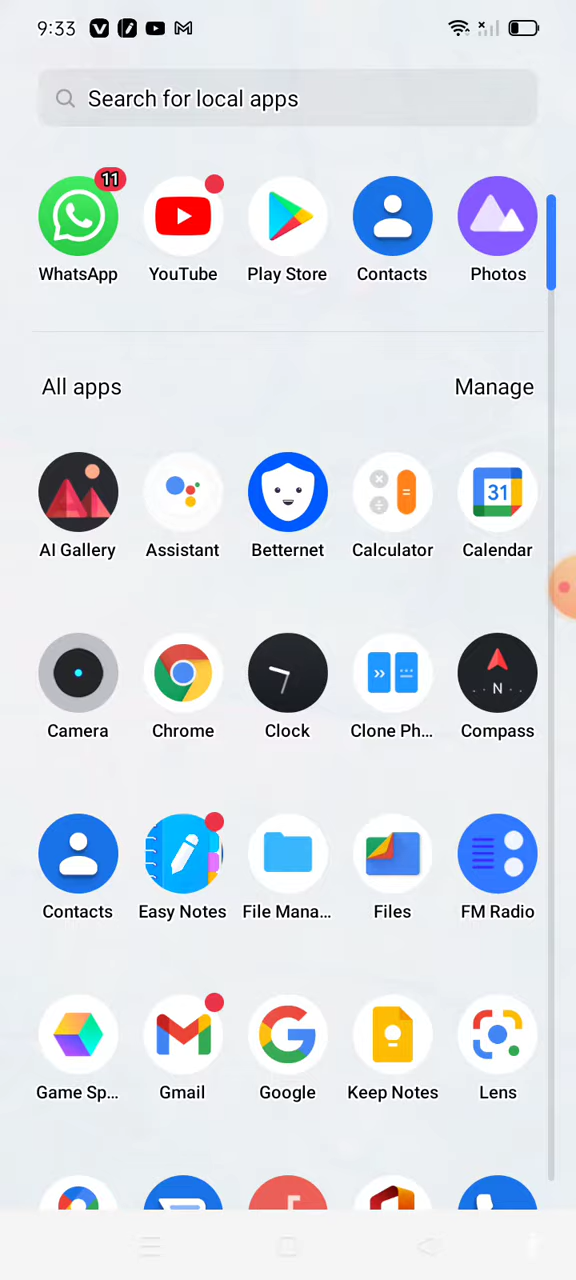 9:33
Search for local apps
11
WhatsApp YouTube Play Store Contacts Photos
All apps Manage
31
AI Gallery Assistant Betternet Calculator Calendar
N
Camera Chrome Clock Clone Ph... Compass
Contacts Easy Notes File Mana... Files FM Radio
Game Sp... Gmail Google Keep Notes Lens